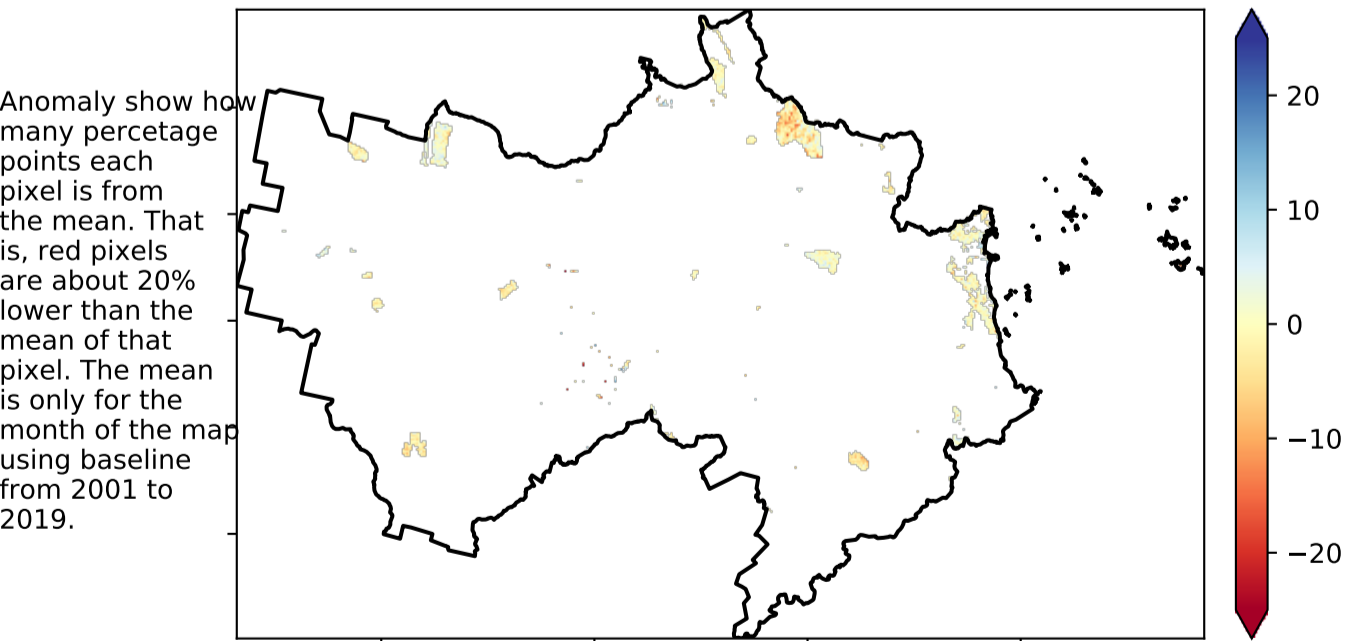 Anomaly show how
many percetage
points each
pixel is from
the mean. That
is, red pixels
are about 20%
lower than the
mean of that
pixel. The mean
is only for the
month of the map
using baseline
from 2001 to
2019.
20
10
0
−10
−20